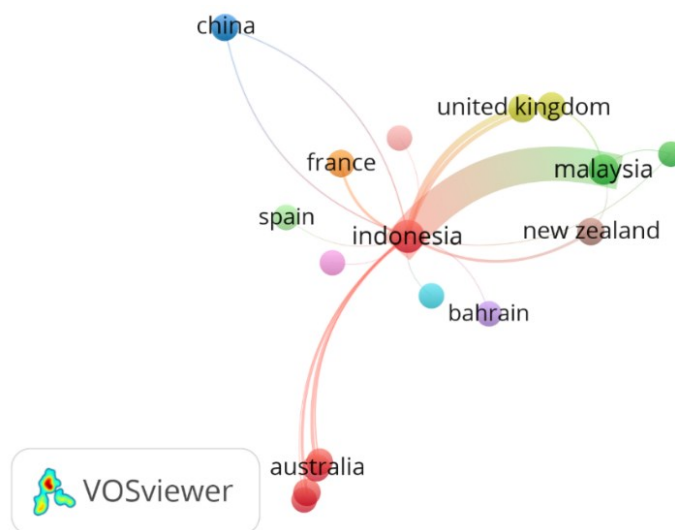 china
united kingdom
france
malaysia
spain
indonesia
new zealand
bahrain
australia
VOSviewer